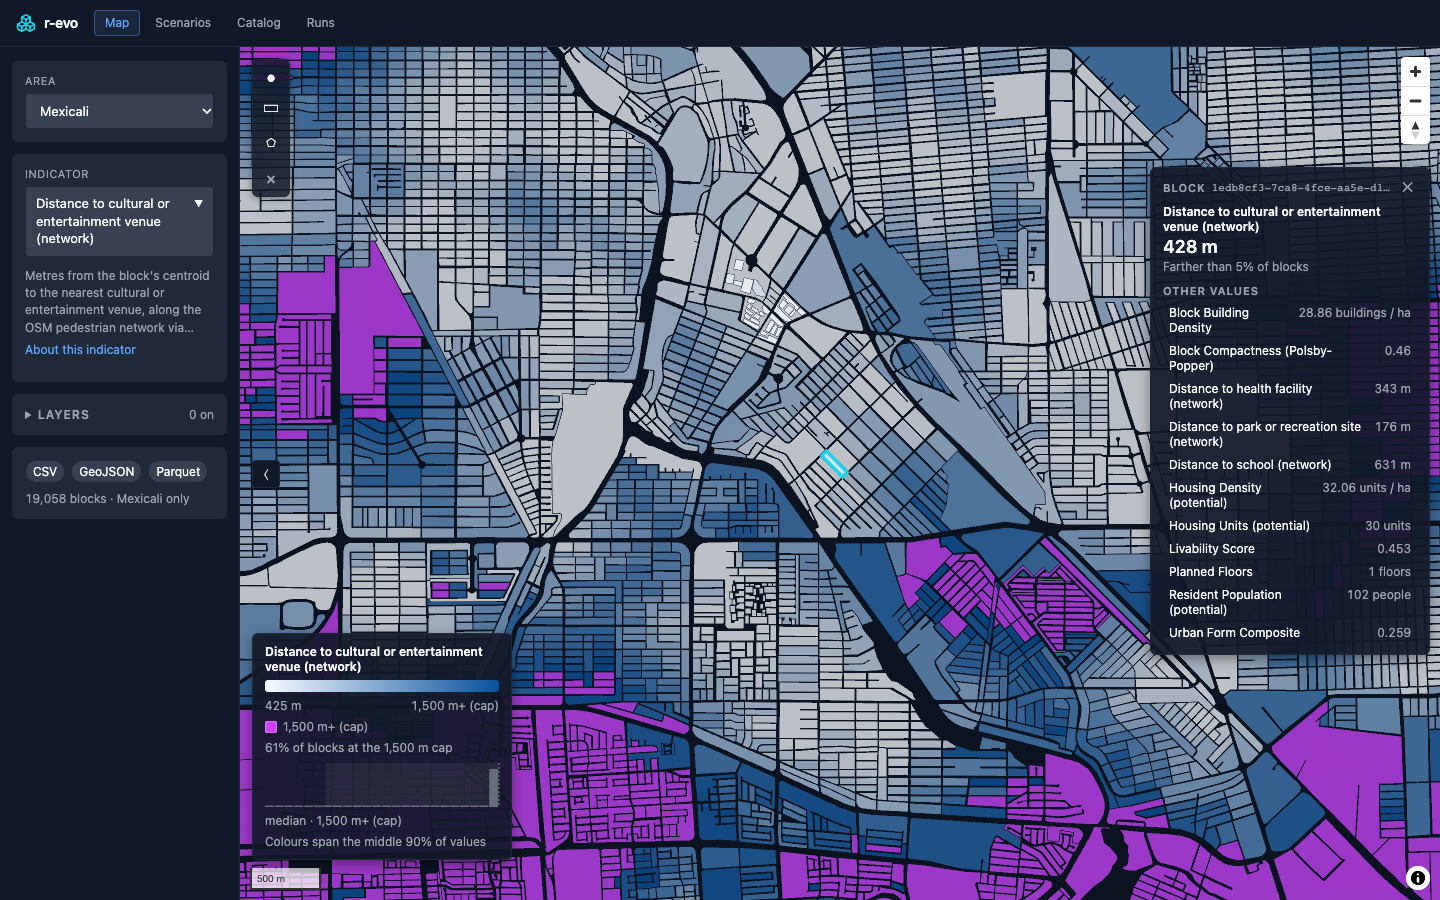 r-evo
Map
Scenarios
Catalog
Runs
AREA
Mexicali
INDICATOR
Distance to cultural or
entertainment venue
(network)
Metres from the block's centroid
to the nearest cultural or
entertainment venue, along the
OSM pedestrian network via...
About this indicator
LAYERS
0 on
CSV
GeoJSON
Parquet
19,058 blocks · Mexicali only
Distance to cultural or entertainment
venue (network)
425 m
1,500 m+ (cap)
1,500 m+ (cap)
61% of blocks at the 1,500 m cap
median · 1,500 m+ (cap)
Colours span the middle 90% of values
500 m
BLOCK 1edb8cf3-7ca8-4fce-aa5e-d1…
Distance to cultural or entertainment
venue (network)
428 m
Farther than 5% of blocks
OTHER VALUES
Block Building
Density
28.86 buildings / ha
Block Compactness (Polsby-
Popper)
0.46
Distance to health facility
(network)
343 m
Distance to park or recreation site
(network)
176 m
Distance to school (network)
631 m
Housing Density
(potential)
32.06 units / ha
Housing Units (potential)
30 units
Livability Score
0.453
Planned Floors
1 floors
Resident Population
(potential)
102 people
Urban Form Composite
0.259